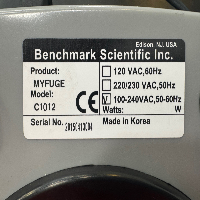 Edison, NJ, USA
Benchmark Scientific Inc.
Product:
MYFUGE
Model:
C1012
Serial No.
CE
120 VAC,60Hz
220/230 VAC,50Hz
100-240VAC,50-60Hz
Watts: W
Made in Korea